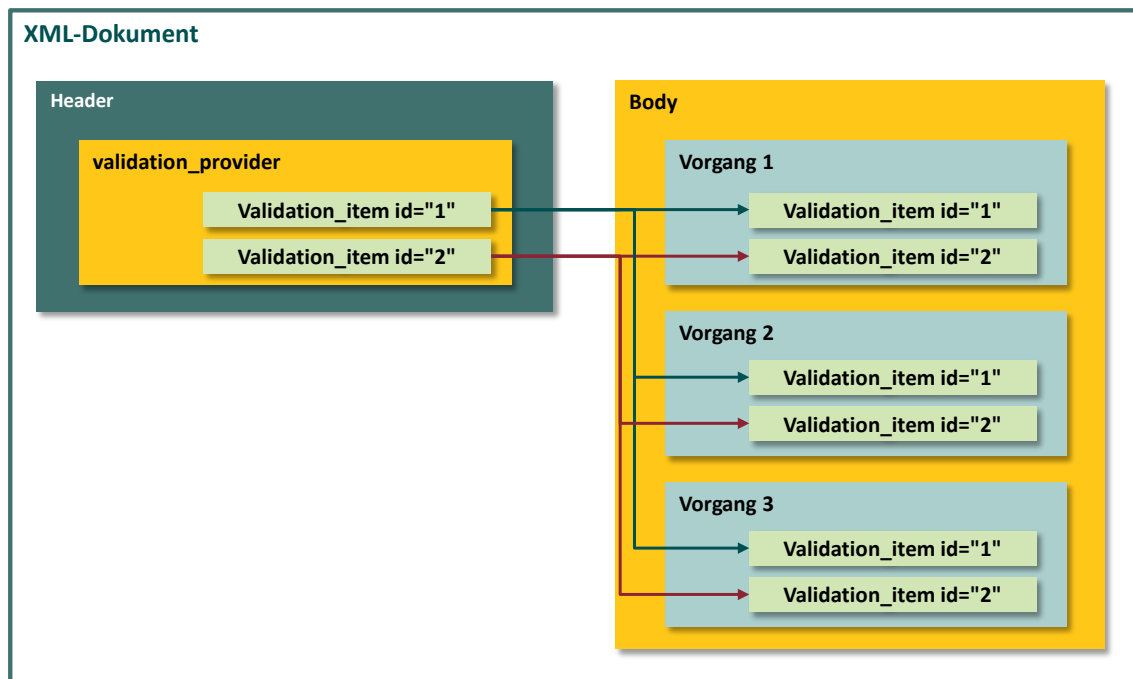 XML-Dokument
Header
validation_provider
Validation_item id="1"
Validation_item id="2"
Body
Vorgang 1
Validation_item id="1"
Validation_item id="2"
Vorgang 2
Validation_item id="1"
Validation_item id="2"
Vorgang 3
Validation_item id="1"
Validation_item id="2"